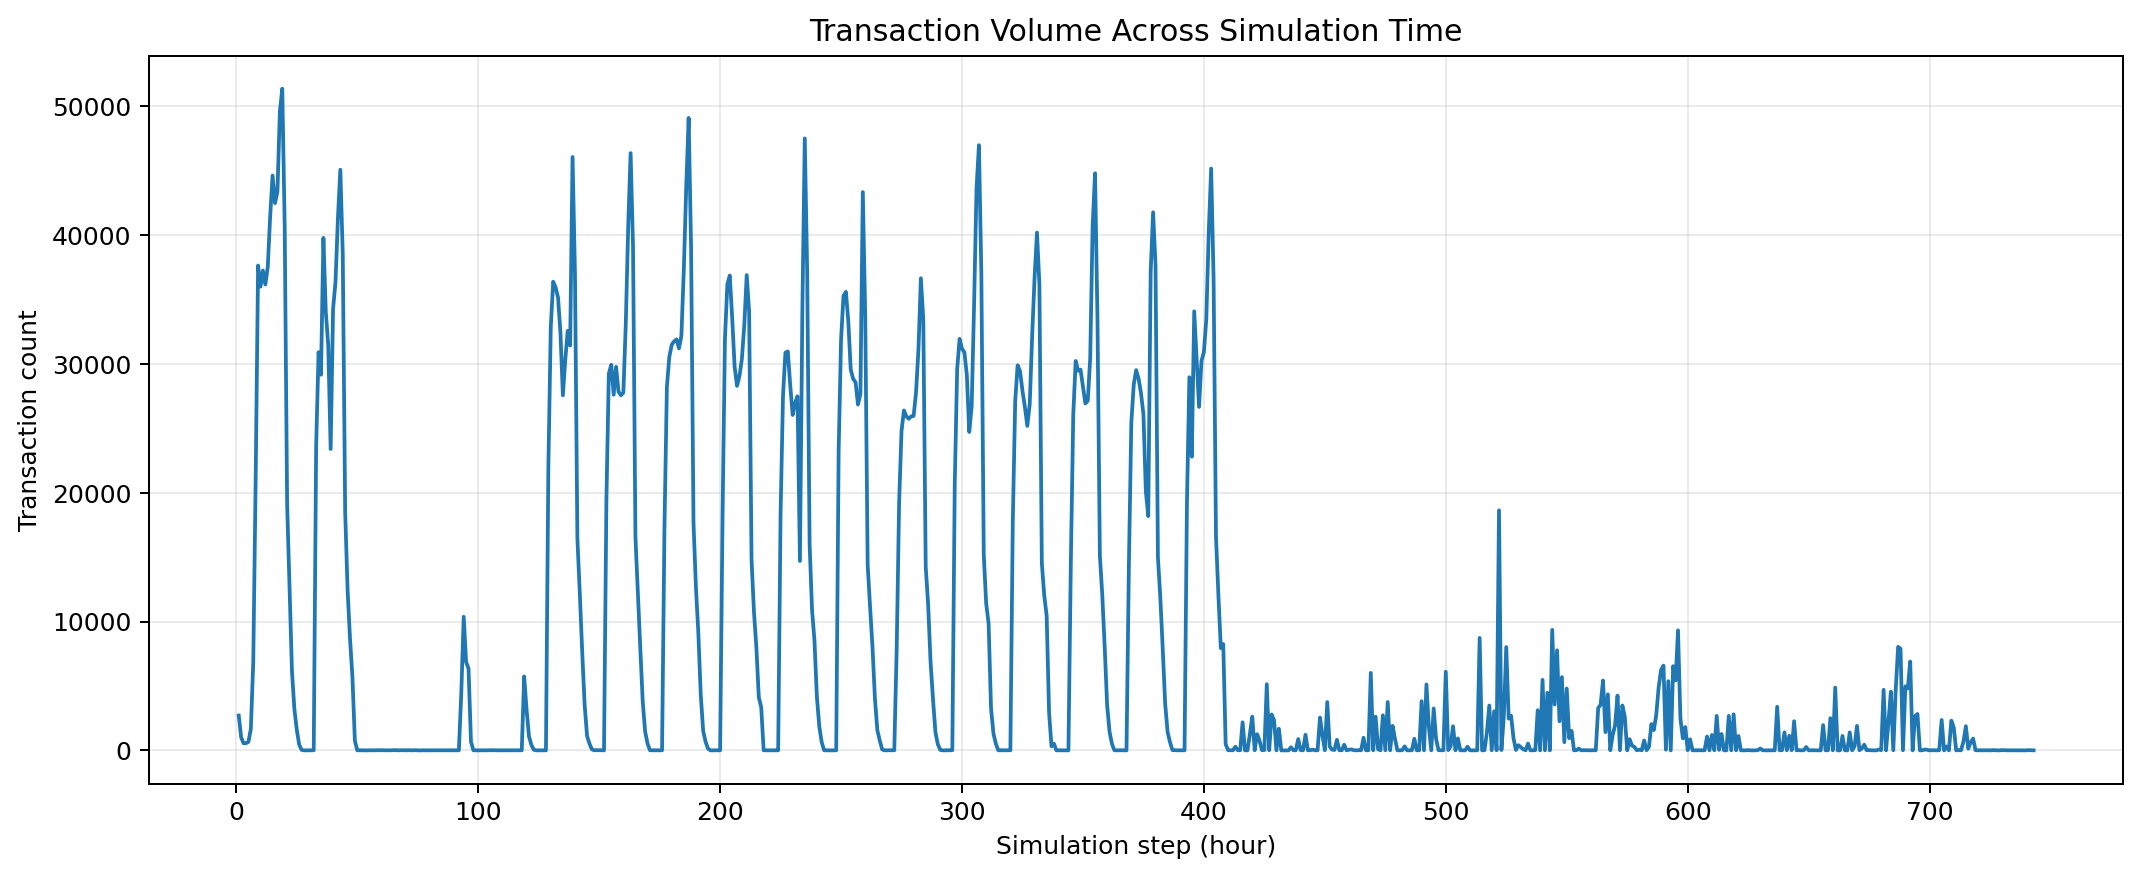 Transaction Volume Across Simulation Time
Transaction count
50000
40000
30000
20000
10000
0
0 100 200 300 400 500 600 700
Simulation step (hour)